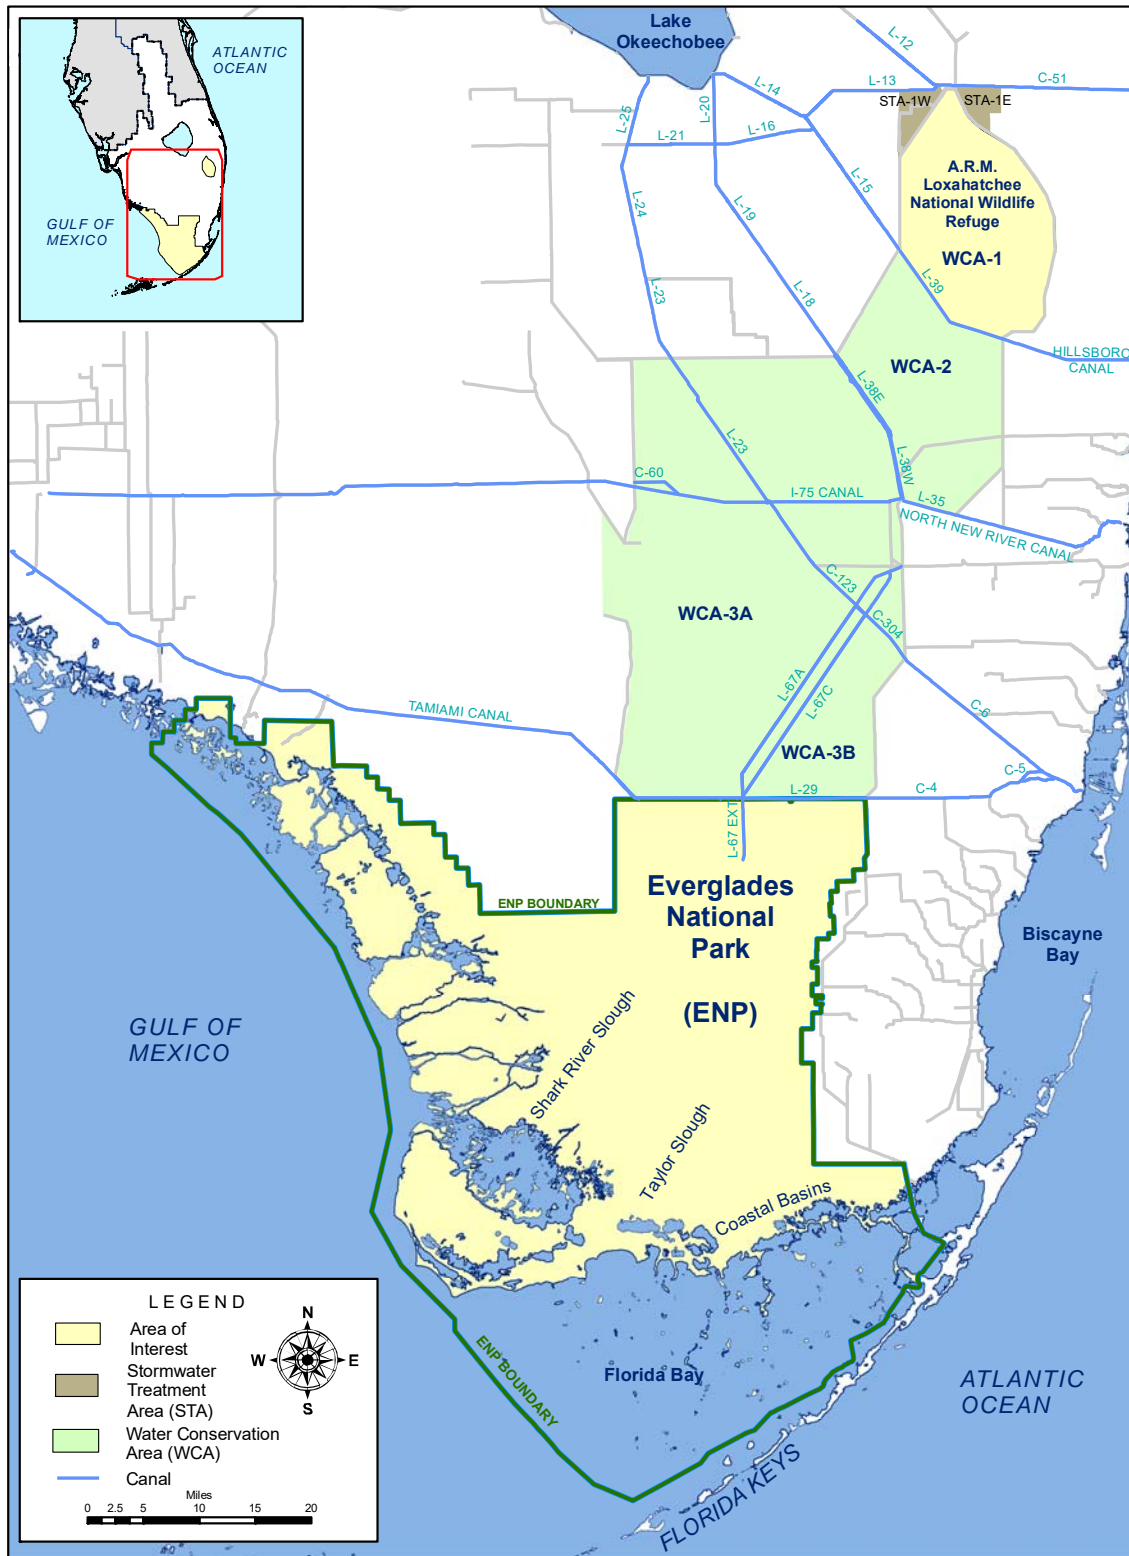 ATLANTIC
OCEAN
GULF OF
MEXICO
Lake
Okeechobee
L-12
L-13
C-51
L-14
L-20
L-25
STA-1W
STA-1E
L-21
L-16
A.R.M.
Loxahatchee
National Wildlife
Refuge
WCA-1
L-15
L-24
L-19
L-39
L-23
L-18
HILLSBORO
CANAL
WCA-2
L-38E
L-23
L-38W
C-60
I-75 CANAL
L-35
NORTH NEW RIVER CANAL
C-123
WCA-3A
C-304
L-67A
L-67C
TAMIAMI CANAL
C-6
WCA-3B
C-5
L-29
C-4
L-67 EXT
ENP BOUNDARY
Everglades
National
Park
(ENP)
Biscayne
Bay
GULF OF
MEXICO
Shark River Slough
Taylor Slough
Coastal Basins
ENP BOUNDARY
Florida Bay
ATLANTIC
OCEAN
FLORIDA KEYS
LEGEND
Area of
Interest
Stormwater
Treatment
Area (STA)
Water Conservation
Area (WCA)
Canal
N
W
E
S
Miles
0 2.5 5 10 15 20